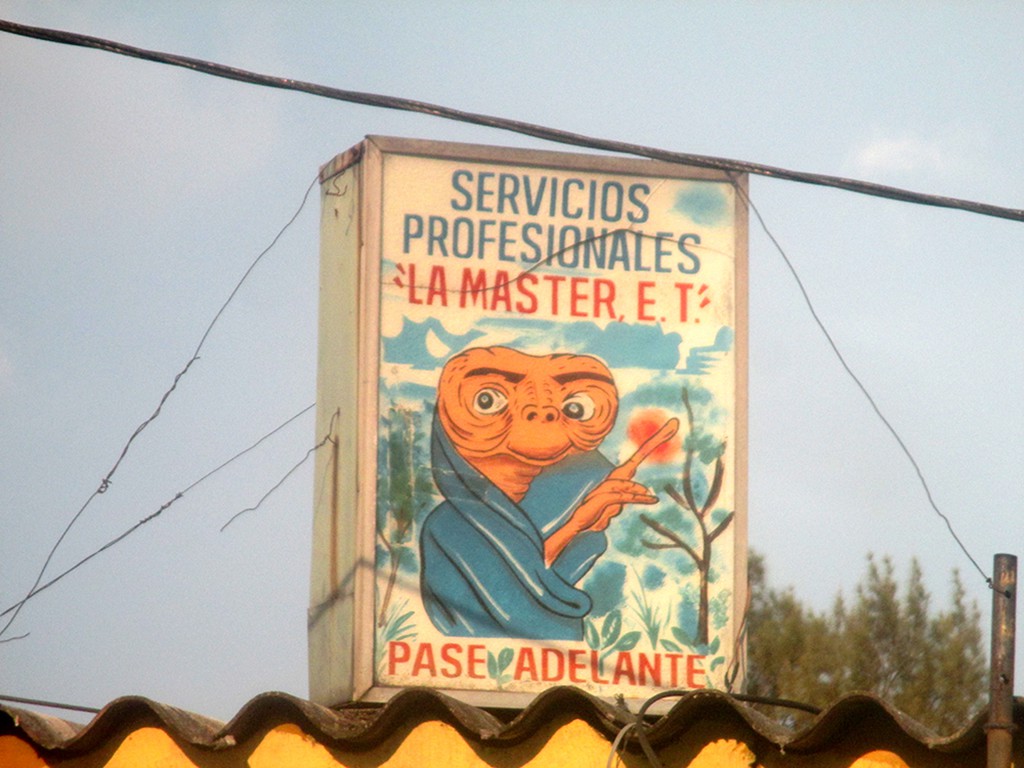 SERVICIOS
PROFESIONALES
"LA MASTER, E.T."
PASE ADELANTE